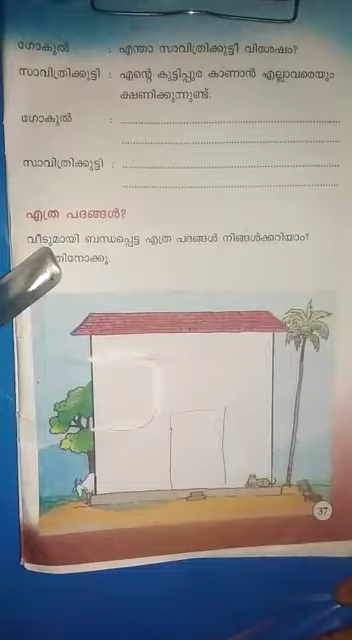 ഗോകുൽ : എന്താ സാവിത്രിക്കുട്ടീ വിശേഷം?
സാവിത്രിക്കുട്ടി : എന്റെ കുട്ടിപ്പുര കാണാൻ എല്ലാവരെയും
ക്ഷണിക്കുന്നുണ്ട്.
ഗോകുൽ : ......................................................
......................................................
സാവിത്രിക്കുട്ടി : ......................................................
......................................................
എത്ര പദങ്ങൾ?
വീടുമായി ബന്ധപ്പെട്ട എത്ര പദങ്ങൾ നിങ്ങൾക്കറിയാം?
37